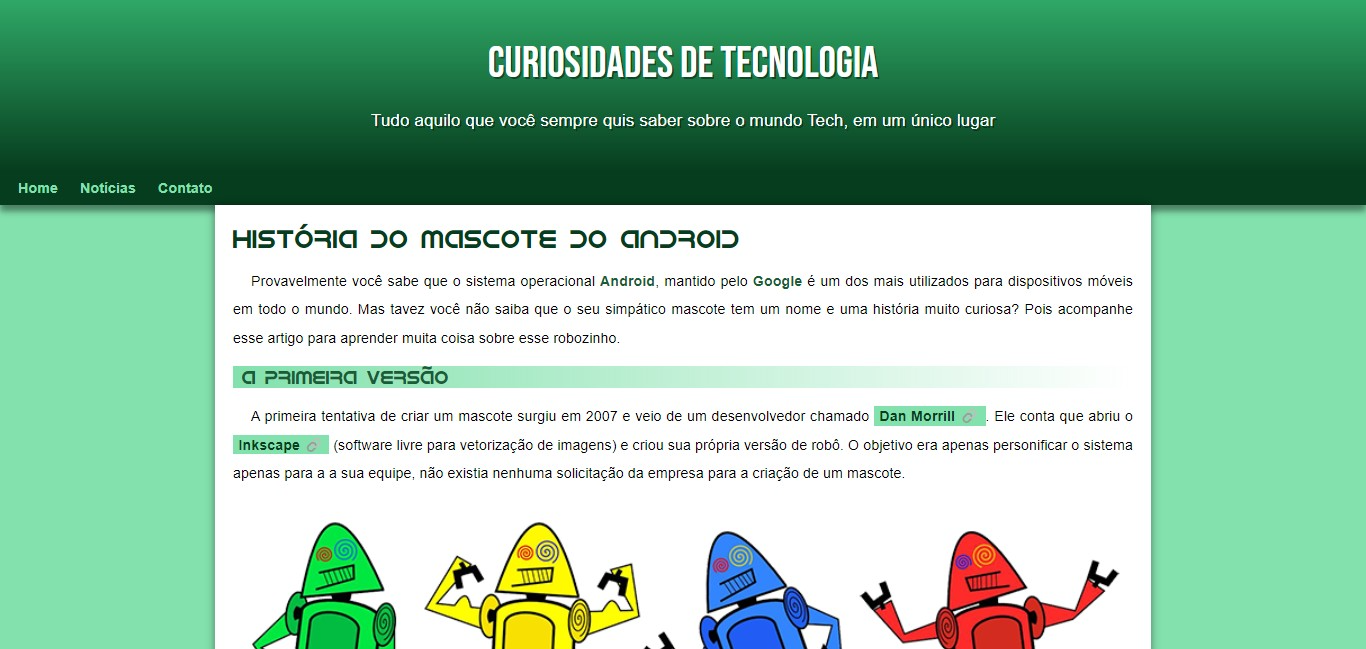 CURIOSIDADES DE TECNOLOGIA
Tudo aquilo que você sempre quis saber sobre o mundo Tech, em um único lugar
Home Notícias Contato
HISTÓRIA DO MASCOTE DO ANDROID
Provavelmente você sabe que o sistema operacional Android, mantido pelo Google é um dos mais utilizados para dispositivos móveis
em todo o mundo. Mas tavez você não saiba que o seu simpático mascote tem um nome e uma história muito curiosa? Pois acompanhe
esse artigo para aprender muita coisa sobre esse robozinho.
A PRIMEIRA VERSÃO
A primeira tentativa de criar um mascote surgiu em 2007 e veio de um desenvolvedor chamado Dan Morrill . Ele conta que abriu o
Inkscape (software livre para vetorização de imagens) e criou sua própria versão de robô. O objetivo era apenas personificar o sistema
apenas para a a sua equipe, não existia nenhuma solicitação da empresa para a criação de um mascote.